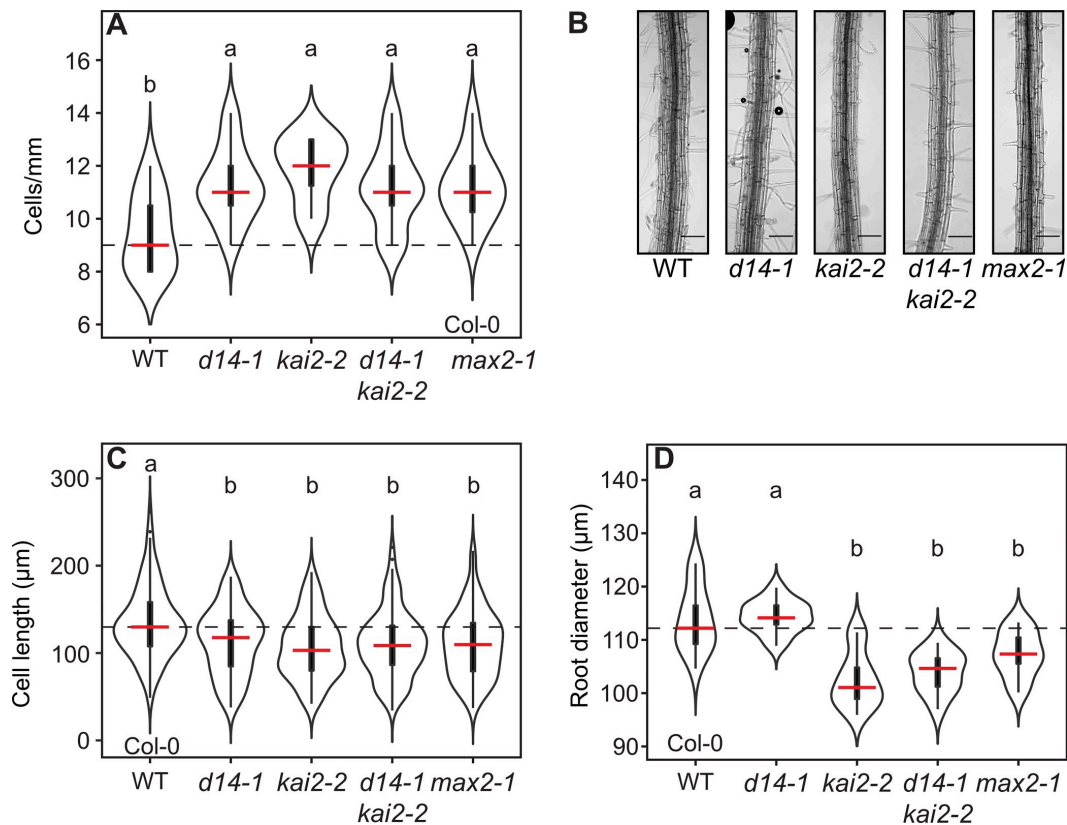 A
16
14
12
10
8
6
Cells/mm
b
a
a
a
a
Col-0
WT
d14-1
kai2-2
d14-1
kai2-2
max2-1
B
WT
d14-1
kai2-2
d14-1
kai2-2
max2-1
C
300
200
100
0
Cell length (μm)
a
b
b
b
b
Col-0
WT
d14-1
kai2-2
d14-1
kai2-2
max2-1
D
140
130
120
110
100
90
Root diameter (μm)
a
a
b
b
b
Col-0
WT
d14-1
kai2-2
d14-1
kai2-2
max2-1